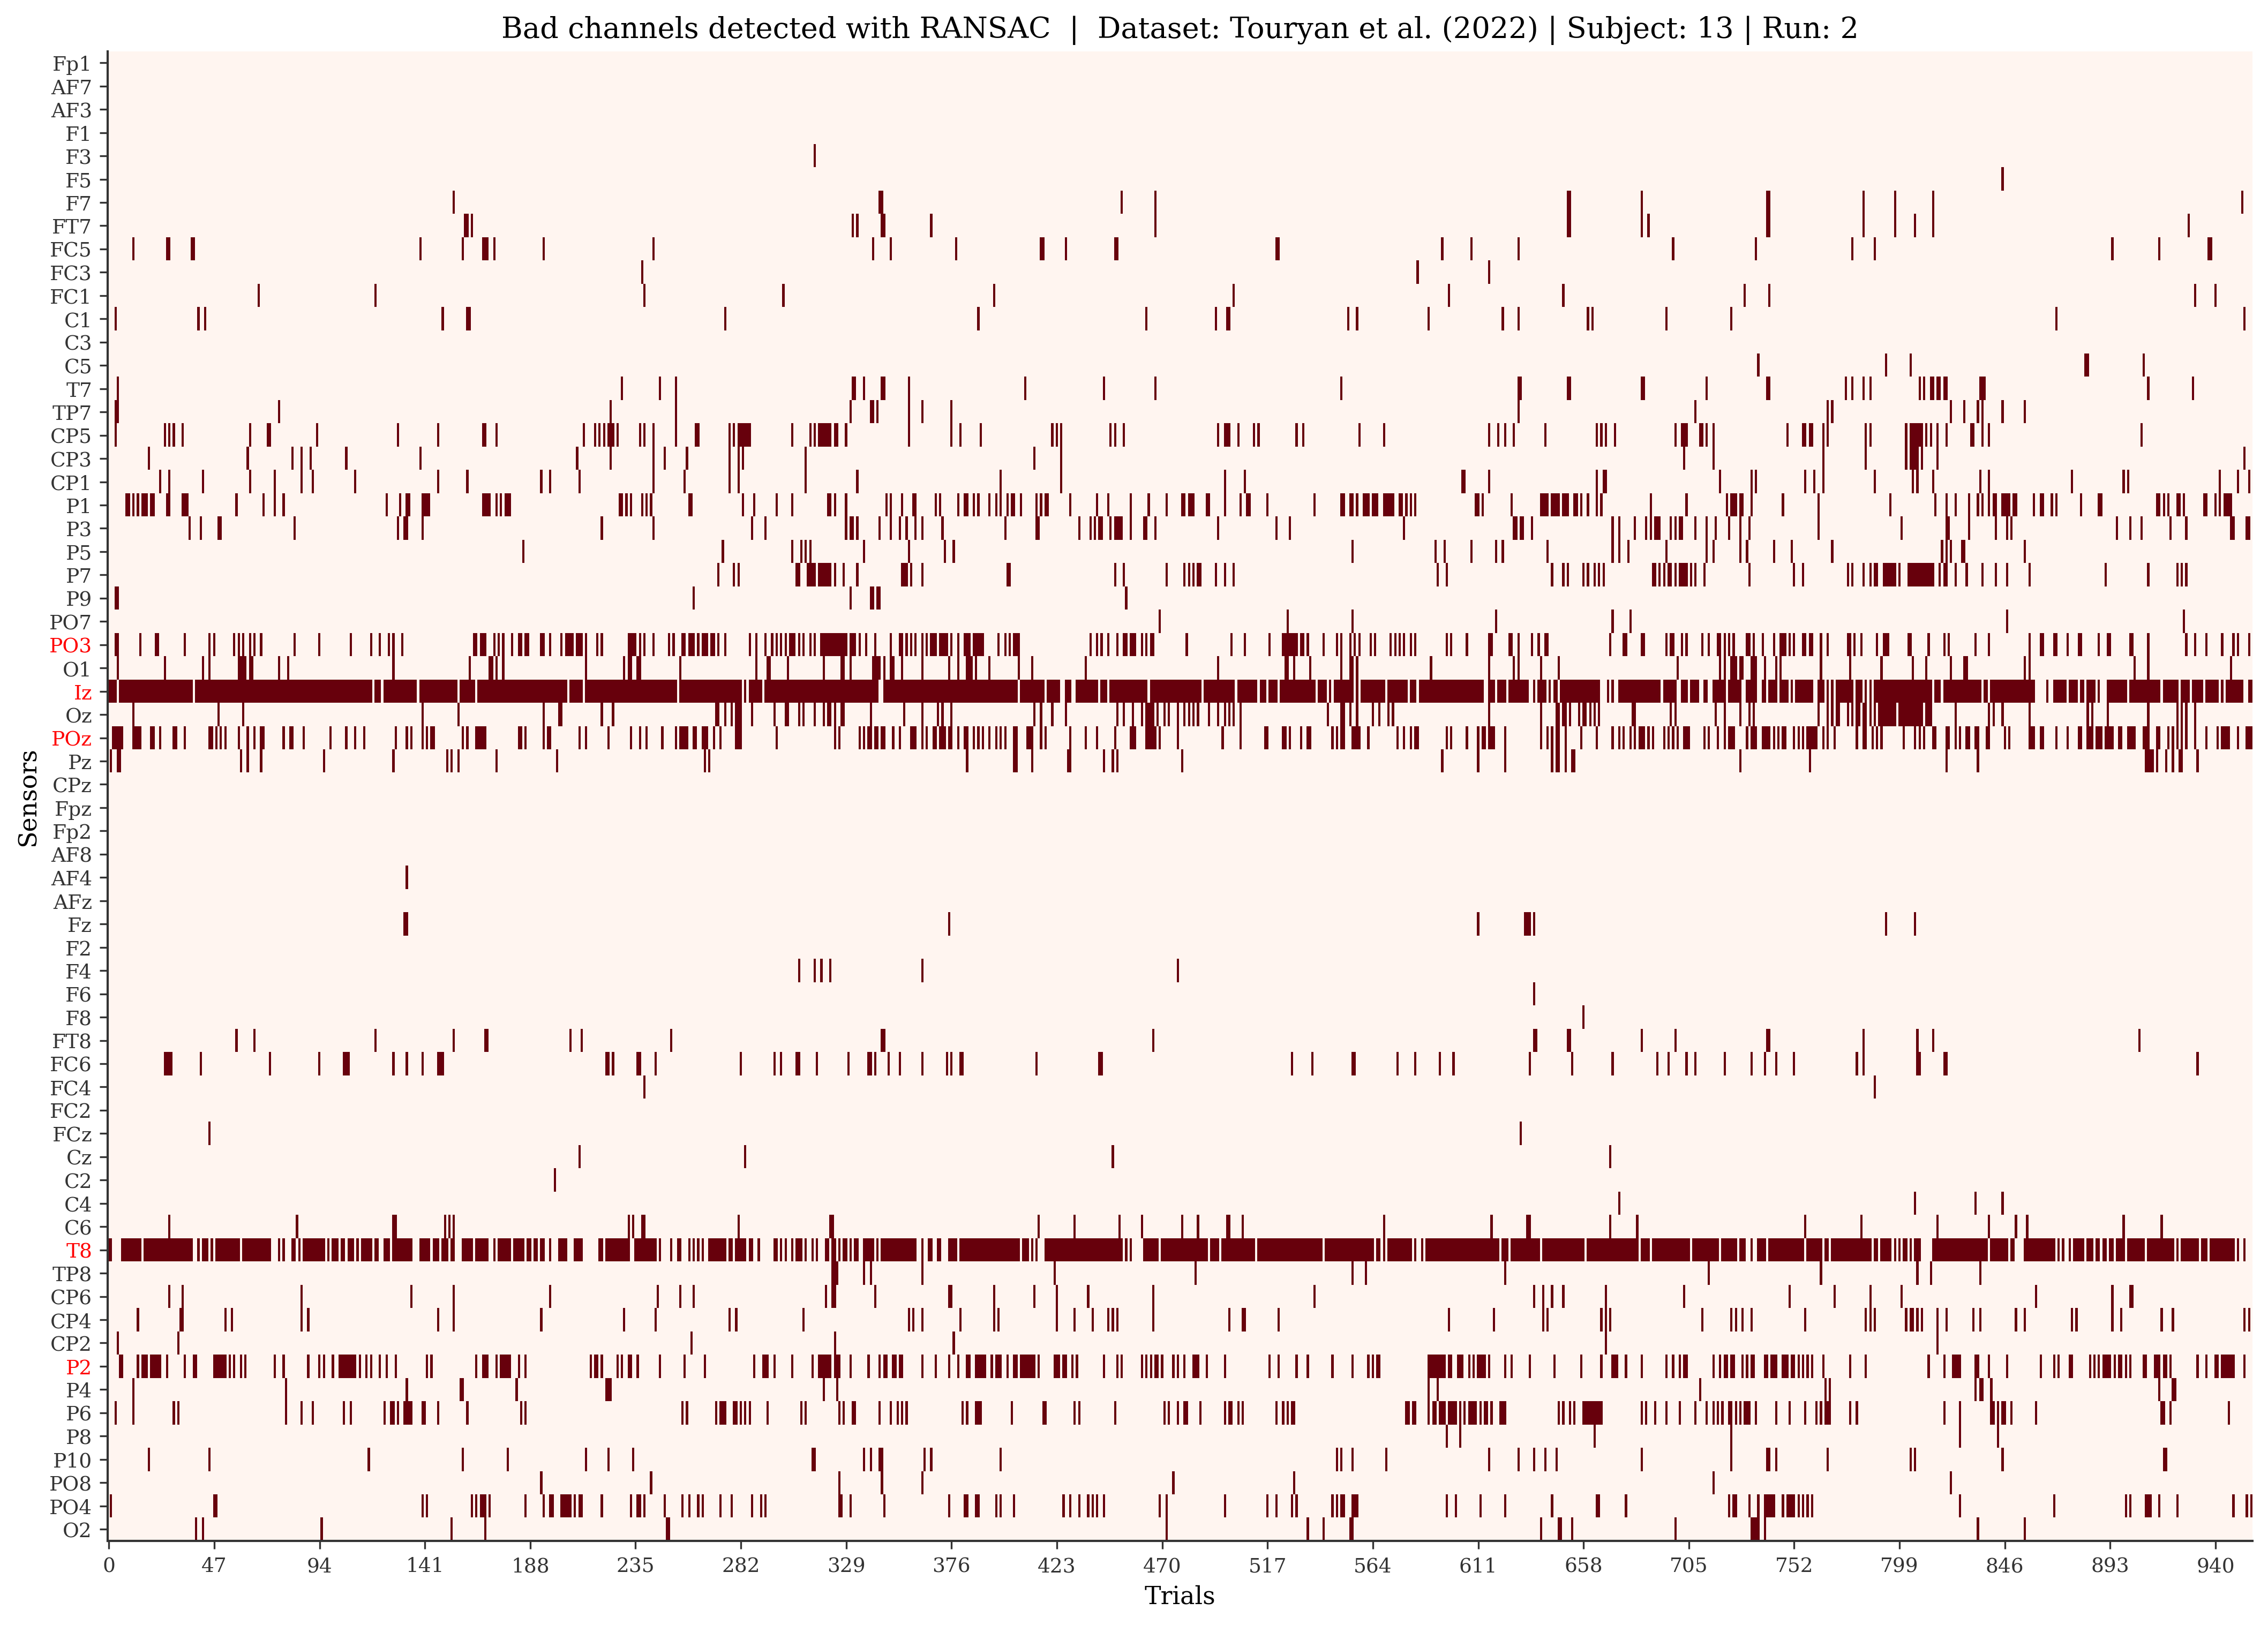 Bad channels detected with RANSAC | Dataset: Touryan et al. (2022) | Subject: 13 | Run: 2
Sensors
Fp1
AF7
AF3
F1
F3
F5
F7
FT7
FC5
FC3
FC1
C1
C3
C5
T7
TP7
CP5
CP3
CP1
P1
P3
P5
P7
P9
PO7
PO3
O1
Iz
Oz
POz
Pz
CPz
Fpz
Fp2
AF8
AF4
AFz
Fz
F2
F4
F6
F8
FT8
FC6
FC4
FC2
FCz
Cz
C2
C4
C6
T8
TP8
CP6
CP4
CP2
P2
P4
P6
P8
P10
PO8
PO4
O2
0 47 94 141 188 235 282 329 376 423 470 517 564 611 658 705 752 799 846 893 940
Trials